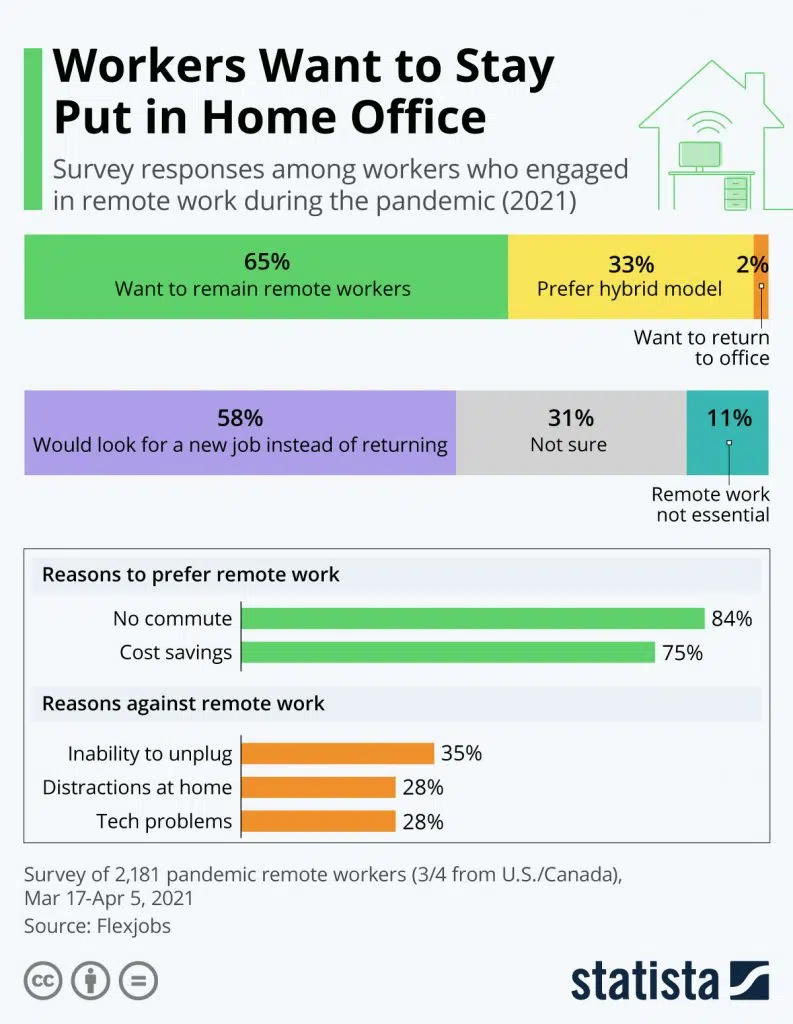 Workers Want to Stay
Put in Home Office
Survey responses among workers who engaged
in remote work during the pandemic (2021)
65%
Want to remain remote workers
33%
Prefer hybrid model
2%
Want to return
to office
58%
Would look for a new job instead of returning
31%
Not sure
11%
Remote work
not essential
Reasons to prefer remote work
No commute 84%
Cost savings 75%
Reasons against remote work
Inability to unplug 35%
Distractions at home 28%
Tech problems 28%
Survey of 2,181 pandemic remote workers (3/4 from U.S./Canada),
Mar 17-Apr 5, 2021
Source: Flexjobs
cc
statista